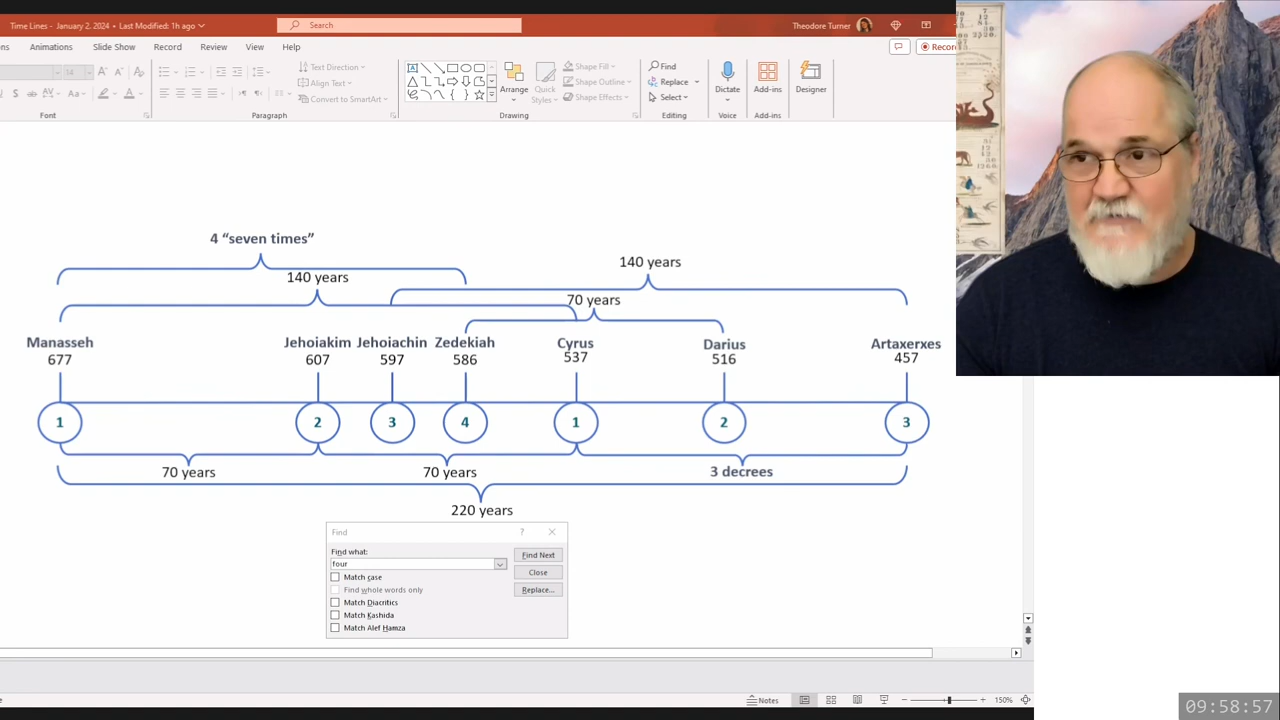 Time Lines - January 2, 2024 • Last Modified: 1h ago
Search
Theodore Turner
Animations
Slide Show
Record
Review
View
Help
Text Direction
Align Text
Convert to SmartArt
Arrange
Quick Styles
Shape Fill
Shape Outline
Shape Effects
Find
Replace
Select
Dictate
Add-ins
Designer
Font
Paragraph
Drawing
Editing
Voice
Add-ins
4 “seven times”
140 years
140 years
70 years
Manasseh
677
Jehoiakim
607
Jehoiachin
597
Zedekiah
586
Cyrus
537
Darius
516
Artaxerxes
457
1
2
3
4
1
2
3
70 years
70 years
3 decrees
220 years
Find
?
Find what:
four
Match case
Find whole words only
Match Diacritics
Match Kashida
Match Alef Hamza
Find Next
Close
Replace...
Notes
150%
09:58:57